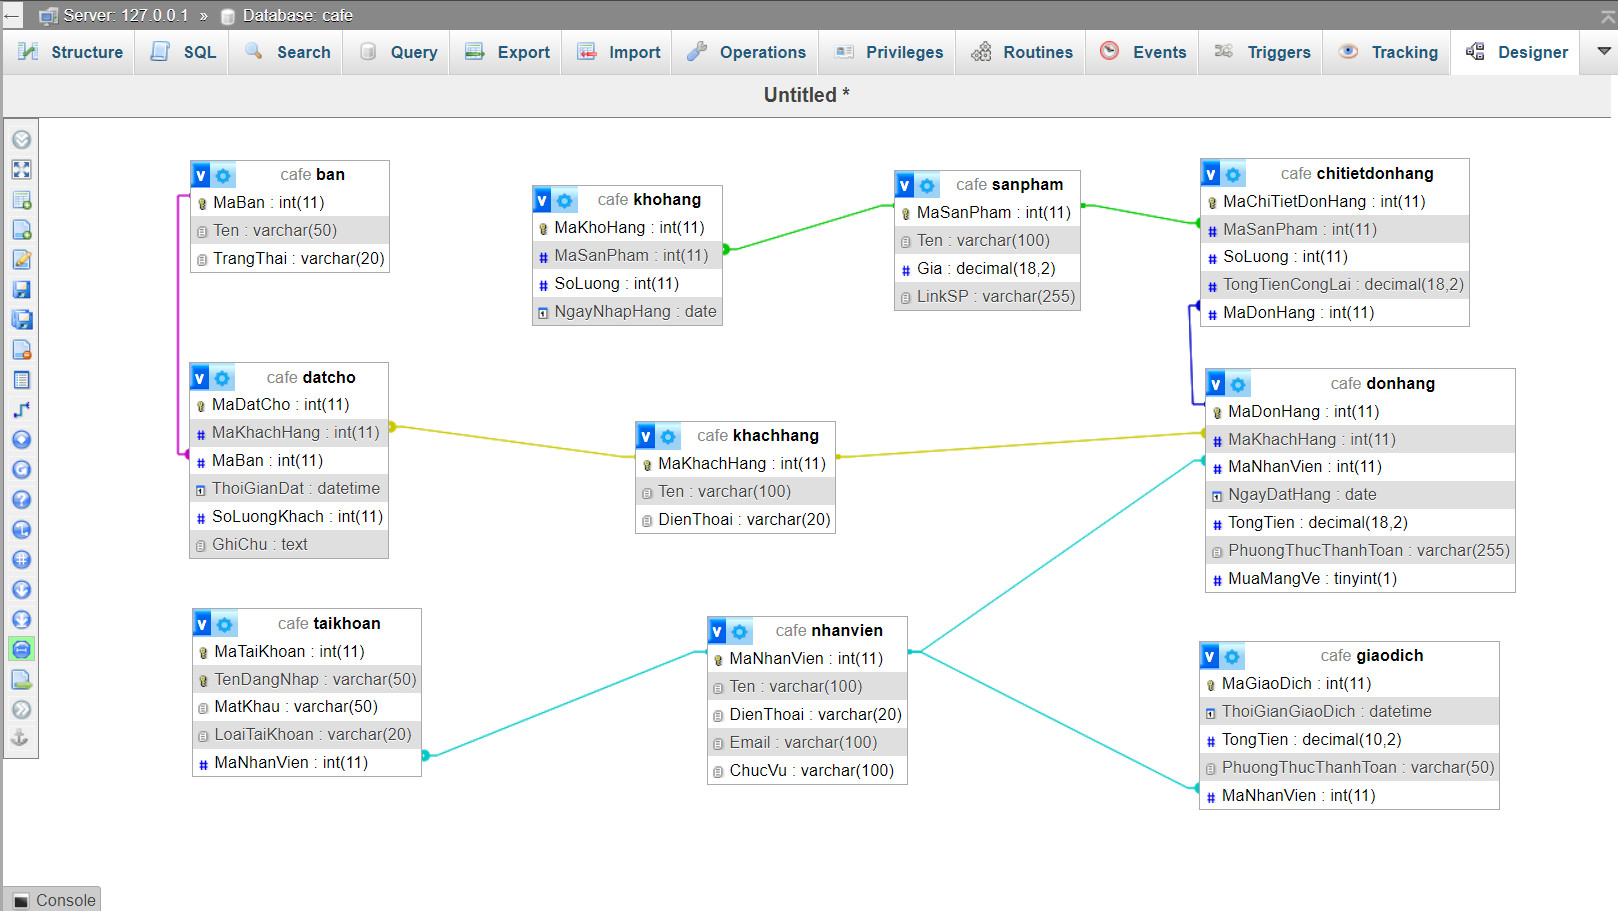 Server: 127.0.0.1 » Database: cafe
Structure SQL Search Query Export Import Operations Privileges Routines Events Triggers Tracking Designer
Untitled *
cafe ban
MaBan : int(11)
Ten : varchar(50)
TrangThai : varchar(20)
cafe khohang
MaKhoHang : int(11)
MaSanPham : int(11)
SoLuong : int(11)
NgayNhapHang : date
cafe sanpham
MaSanPham : int(11)
Ten : varchar(100)
Gia : decimal(18,2)
LinkSP : varchar(255)
cafe chitietdonhang
MaChiTietDonHang : int(11)
MaSanPham : int(11)
SoLuong : int(11)
TongTienCongLai : decimal(18,2)
MaDonHang : int(11)
cafe datcho
MaDatCho : int(11)
MaKhachHang : int(11)
MaBan : int(11)
ThoiGianDat : datetime
SoLuongKhach : int(11)
GhiChu : text
cafe khachhang
MaKhachHang : int(11)
Ten : varchar(100)
DienThoai : varchar(20)
cafe donhang
MaDonHang : int(11)
MaKhachHang : int(11)
MaNhanVien : int(11)
NgayDatHang : date
TongTien : decimal(18,2)
PhuongThucThanhToan : varchar(255)
MuaMangVe : tinyint(1)
cafe taikhoan
MaTaiKhoan : int(11)
TenDangNhap : varchar(50)
MatKhau : varchar(50)
LoaiTaiKhoan : varchar(20)
MaNhanVien : int(11)
cafe nhanvien
MaNhanVien : int(11)
Ten : varchar(100)
DienThoai : varchar(20)
Email : varchar(100)
ChucVu : varchar(100)
cafe giaodich
MaGiaoDich : int(11)
ThoiGianGiaoDich : datetime
TongTien : decimal(10,2)
PhuongThucThanhToan : varchar(50)
MaNhanVien : int(11)
Console